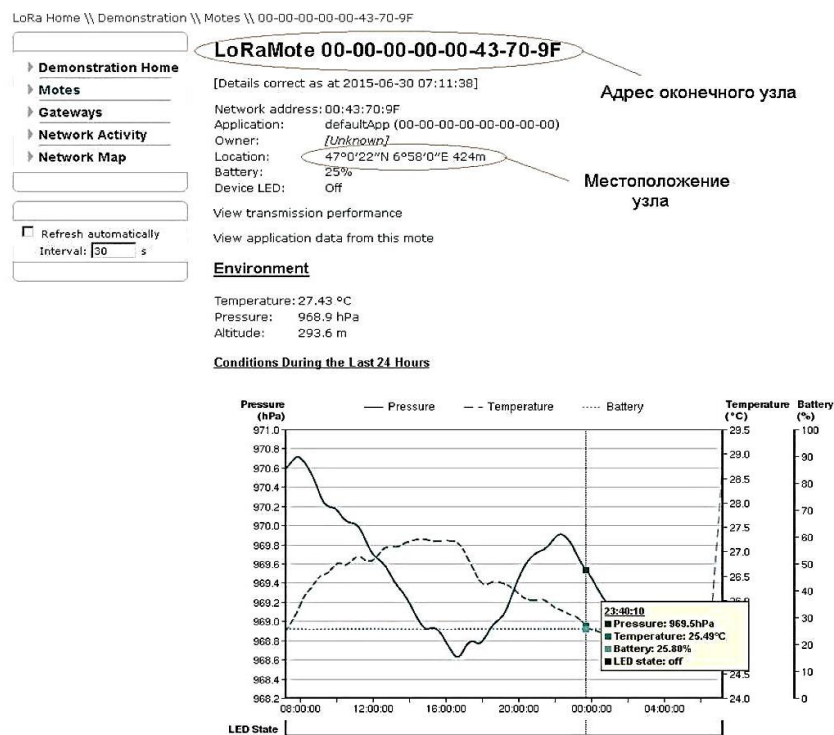 LoRa Home \\ Demonstration \\ Motes \\ 00-00-00-00-00-43-70-9F
Demonstration Home
Motes
Gateways
Network Activity
Network Map
Refresh automatically
Interval: 30 s
LoRaMote 00-00-00-00-00-43-70-9F
Адрес оконечного узла
[Details correct as at 2015-06-30 07:11:38]
Network address: 00:43:70:9F
Application: defaultApp (00-00-00-00-00-00-00-00)
Owner: [Unknown]
Location: 47°0'22"N 6°58'0"E 424m
Battery: 25%
Device LED: Off
Местоположение
узла
View transmission performance
View application data from this mote
Environment
Temperature: 27.43 °C
Pressure: 968.9 hPa
Altitude: 293.6 m
Conditions During the Last 24 Hours
Pressure
(hPa)
Pressure Temperature Battery
Temperature
(°C)
Battery
(%)
971.0 29.5 100
970.8
970.6 29.0 90
970.4 28.5 80
970.2 28.0 70
970.0 27.5 60
969.8
969.6 27.0 50
969.4 26.5 40
969.2
969.0 30
968.8 20
968.6
968.4 24.5 10
968.2 24.0 0
23:40:10
Pressure: 969.5hPa
Temperature: 25.49°C
Battery: 25.80%
LED state: off
08:00:00 12:00:00 16:00:00 20:00:00 00:00:00 04:00:00
LED State